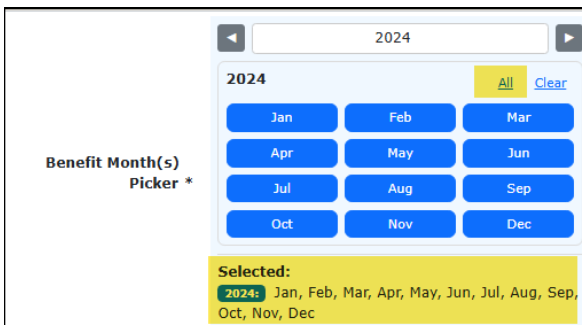 ◄ 2024 ►
2024 All Clear
Jan Feb Mar
Apr May Jun
Benefit Month(s)
Picker *
Jul Aug Sep
Oct Nov Dec
Selected:
2024: Jan, Feb, Mar, Apr, May, Jun, Jul, Aug, Sep,
Oct, Nov, Dec